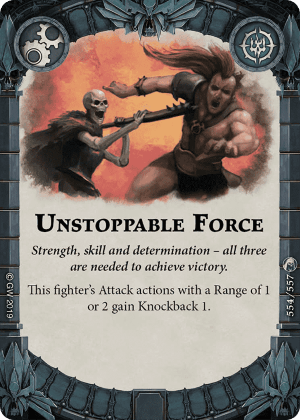 UNSTOPPABLE FORCE
Strength, skill and determination – all three
are needed to achieve victory.
This fighter's Attack actions with a Range of 1
or 2 gain Knockback 1.
© GW 2019
554/557